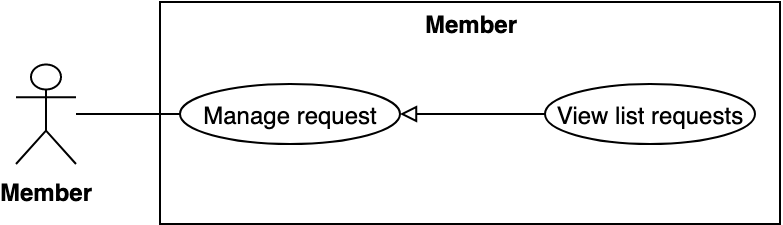 Member
Manage request
View list requests
Member